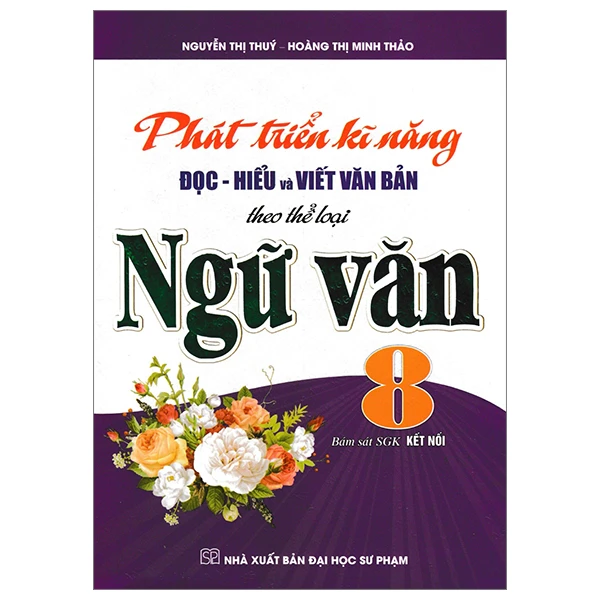 NGUYỄN THỊ THUÝ - HOÀNG THỊ MINH THẢO
Phát triển kĩ năng
ĐỌC - HIỂU và VIẾT VĂN BẢN
theo thể loại
Ngữ văn
8
Bám sát SGK KẾT NỐI
NHÀ XUẤT BẢN ĐẠI HỌC SƯ PHẠM